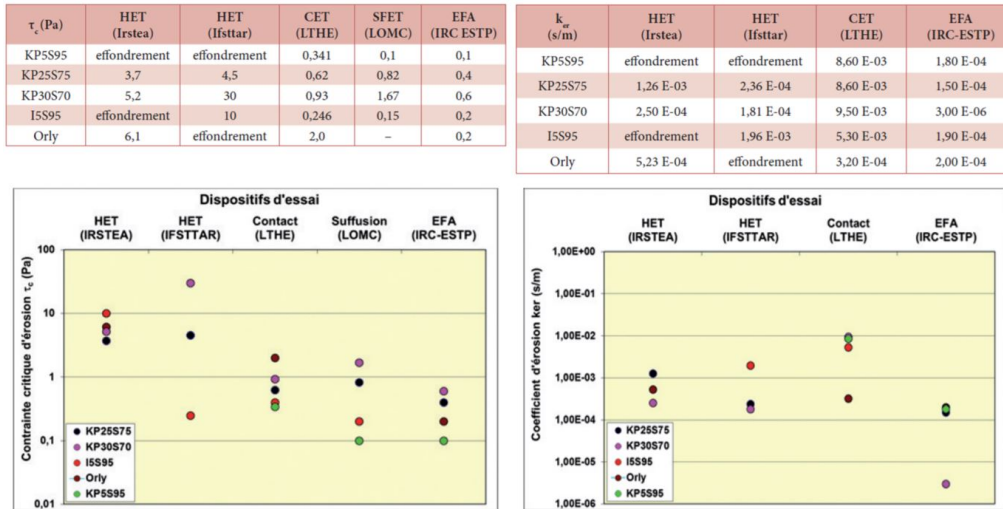 τc (Pa) HET (Irstea) HET (Ifsttar) CET (LTHE) SFET (LOMC) EFA (IRC ESTP)
KP5S95 effondrement effondrement 0,341 0,1 0,1
KP25S75 3,7 4,5 0,62 0,82 0,4
KP30S70 5,2 30 0,93 1,67 0,6
I5S95 effondrement 10 0,246 0,15 0,2
Orly 6,1 effondrement 2,0 – 0,2
ker (s/m) HET (Irstea) HET (Ifsttar) CET (LTHE) EFA (IRC-ESTP)
KP5S95 effondrement effondrement 8,60 E-03 1,80 E-04
KP25S75 1,26 E-03 2,36 E-04 8,60 E-03 1,50 E-04
KP30S70 2,50 E-04 1,81 E-04 9,50 E-03 3,00 E-06
I5S95 effondrement 1,96 E-03 5,30 E-03 1,90 E-04
Orly 5,23 E-04 effondrement 3,20 E-04 2,00 E-04
Dispositifs d'essai
HET HET Contact Suffusion EFA
(IRSTEA) (IFSTTAR) (LTHE) (LOMC) (IRC-ESTP)
Contrainte critique d'érosion τc (Pa)
100
10
1
0,1
0,01
KP25S75
KP30S70
I5S95
Orly
KP5S95
Dispositifs d'essai
HET HET Contact EFA
(IRSTEA) (IFSTTAR) (LTHE) (IRC-ESTP)
Coefficient d'érosion ker (s/m)
1,00E+00
1,00E-01
1,00E-02
1,00E-03
1,00E-04
1,00E-05
1,00E-06
KP25S75
KP30S70
I5S95
Orly
KP5S95